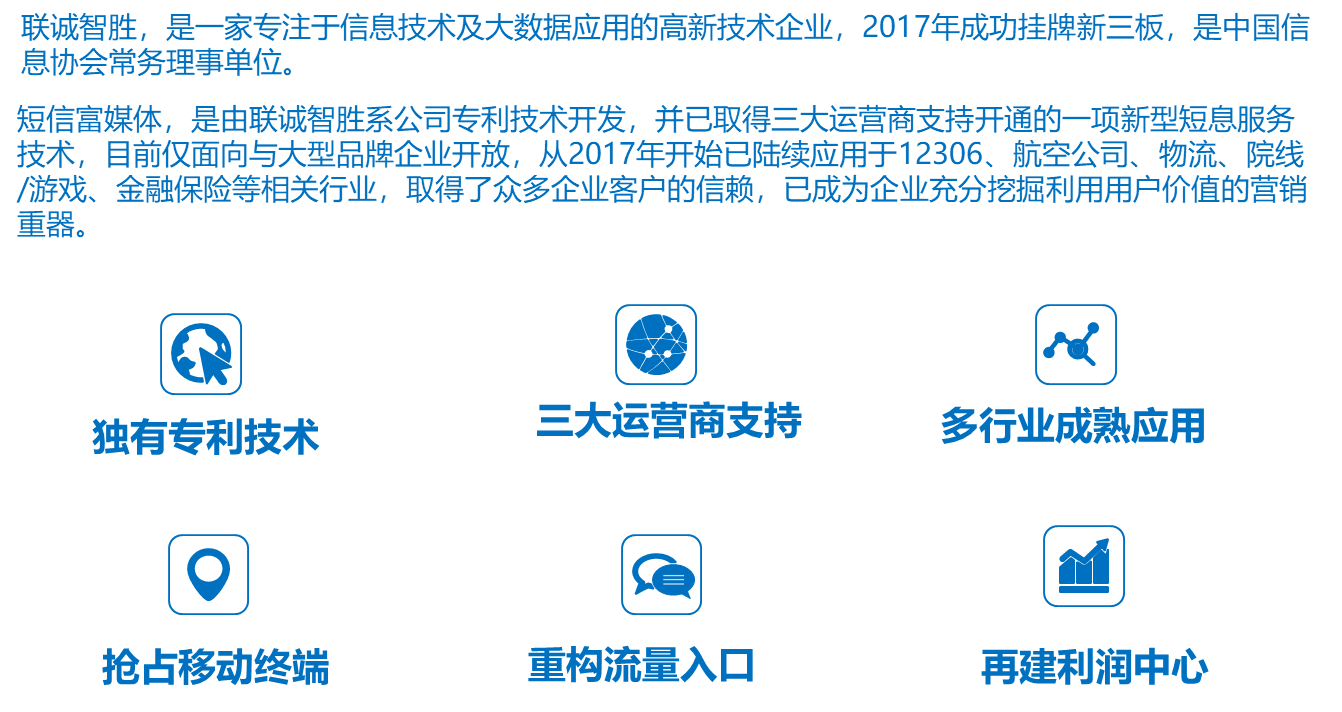 联诚智胜，是一家专注于信息技术及大数据应用的高新技术企业，2017年成功挂牌新三板，是中国信
息协会常务理事单位。
短信富媒体，是由联诚智胜系公司专利技术开发，并已取得三大运营商支持开通的一项新型短息服务
技术，目前仅面向与大型品牌企业开放，从2017年开始已陆续应用于12306、航空公司、物流、院线
/游戏、金融保险等相关行业，取得了众多企业客户的信赖，已成为企业充分挖掘利用用户价值的营销
重器。
独有专利技术
三大运营商支持
多行业成熟应用
抢占移动终端
重构流量入口
再建利润中心